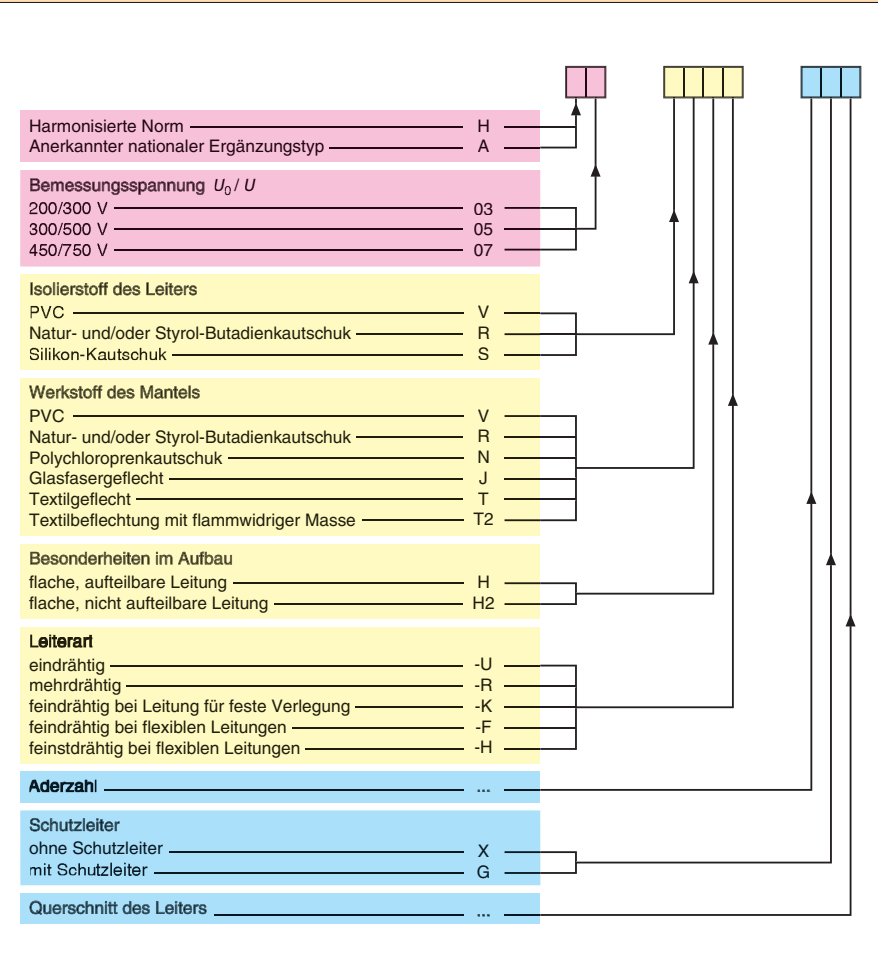 Harmonisierte Norm H
Anerkannter nationaler Ergänzungstyp A
Bemessungsspannung U0 / U
200/300 V 03
300/500 V 05
450/750 V 07
Isolierstoff des Leiters
PVC V
Natur- und/oder Styrol-Butadienkautschuk R
Silikon-Kautschuk S
Werkstoff des Mantels
PVC V
Natur- und/oder Styrol-Butadienkautschuk R
Polychloroprenkautschuk N
Glasfasergeflecht J
Textilgeflecht T
Textilbeflechtung mit flammwidriger Masse T2
Besonderheiten im Aufbau
flache, aufteilbare Leitung H
flache, nicht aufteilbare Leitung H2
Leiterart
eindrähtig -U
mehrdrähtig -R
feindrähtig bei Leitung für feste Verlegung -K
feindrähtig bei flexiblen Leitungen -F
feinstdrähtig bei flexiblen Leitungen -H
Aderzahl ...
Schutzleiter
ohne Schutzleiter X
mit Schutzleiter G
Querschnitt des Leiters ...